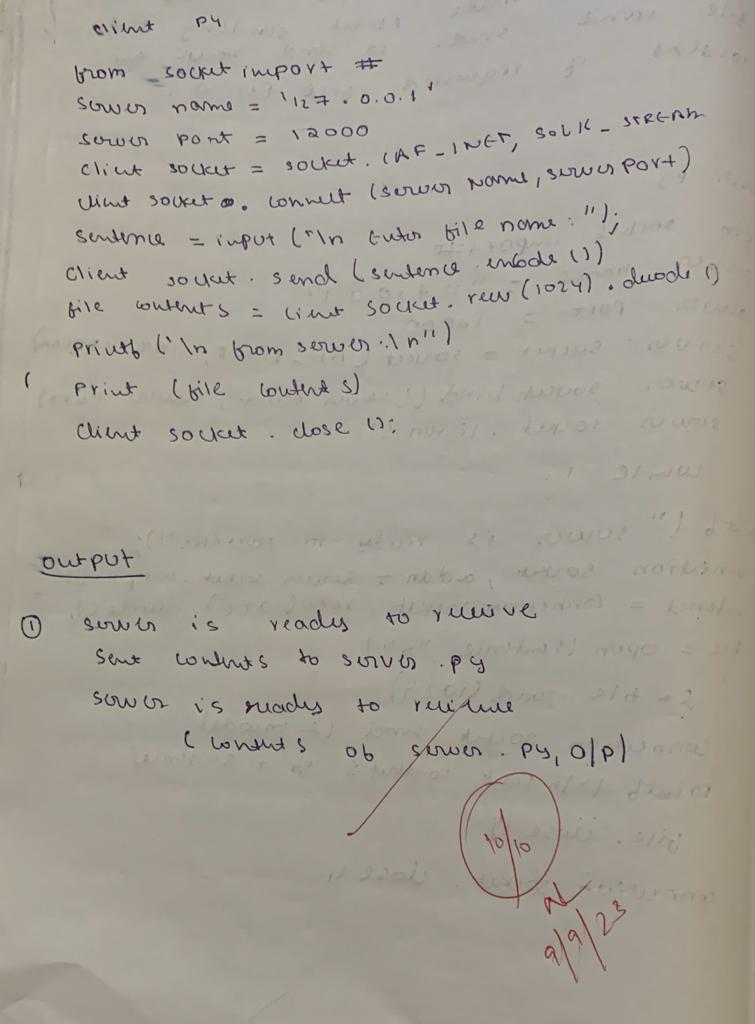 client py
from socket import #
server name = '127.0.0.1'
server port = 12000
client socket = socket. (AF-INET, SOCK-STREAM
client socket . connect (server name, server port)
sentence = input ("\n Enter file name : ");
client socket. send (sentence. encode ())
file contents = client socket. recv (1024) . decode ()
printf ('\n from server : \n")
print (file contents)
client socket . close ();
output
① server is ready to receive
Sent contents to server .py
server is ready to receive
( contents of server . py, O/P)
10/10
9/9/23